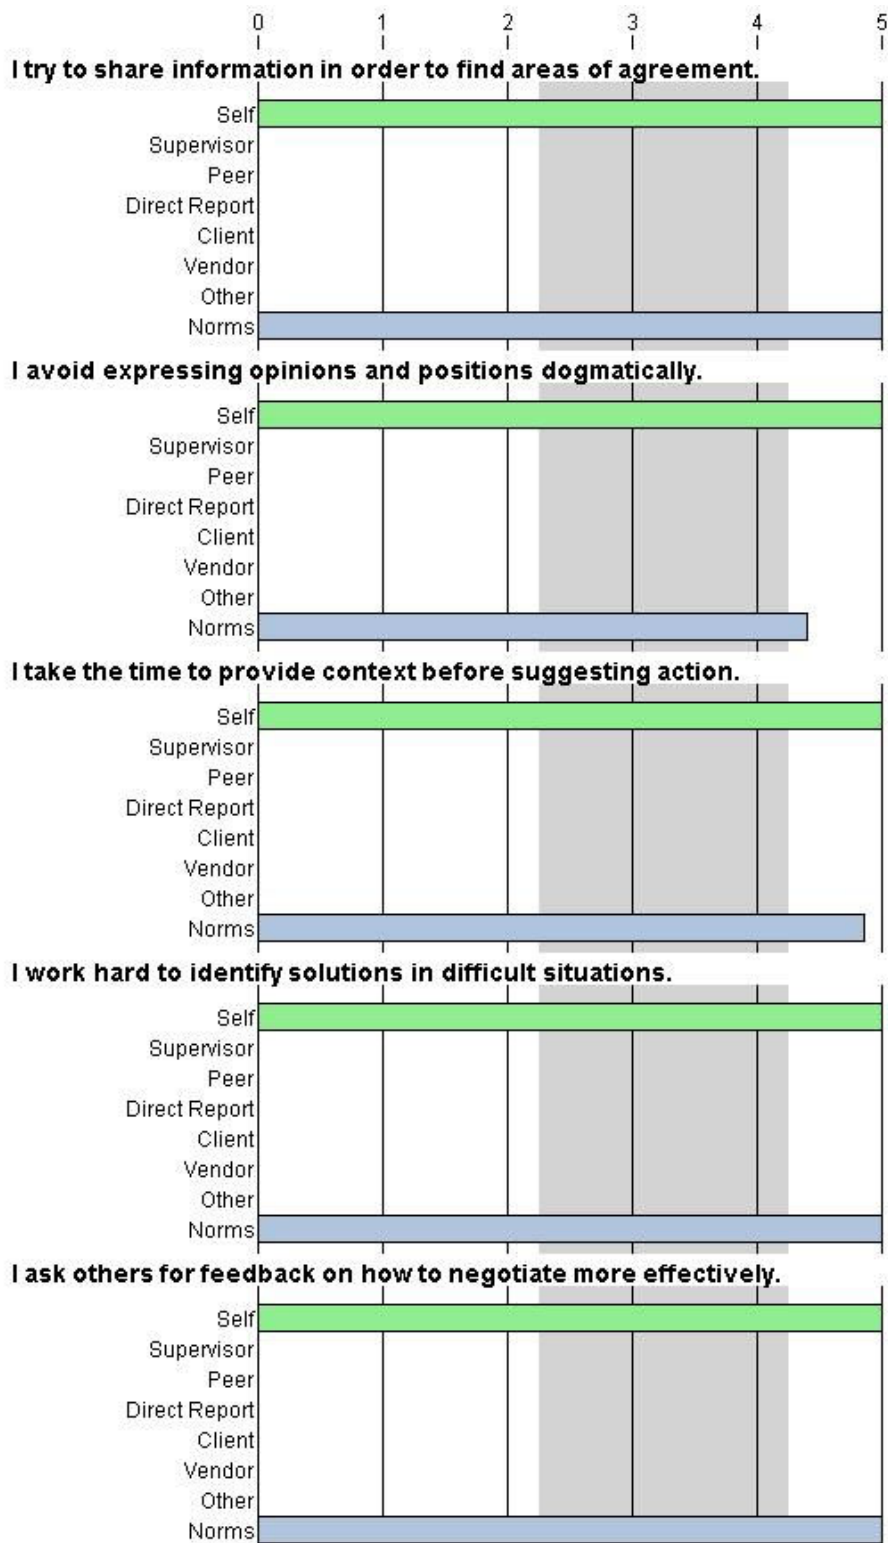 0 1 2 3 4 5
I try to share information in order to find areas of agreement.
Self
Supervisor
Peer
Direct Report
Client
Vendor
Other
Norms
I avoid expressing opinions and positions dogmatically.
Self
Supervisor
Peer
Direct Report
Client
Vendor
Other
Norms
I take the time to provide context before suggesting action.
Self
Supervisor
Peer
Direct Report
Client
Vendor
Other
Norms
I work hard to identify solutions in difficult situations.
Self
Supervisor
Peer
Direct Report
Client
Vendor
Other
Norms
I ask others for feedback on how to negotiate more effectively.
Self
Supervisor
Peer
Direct Report
Client
Vendor
Other
Norms